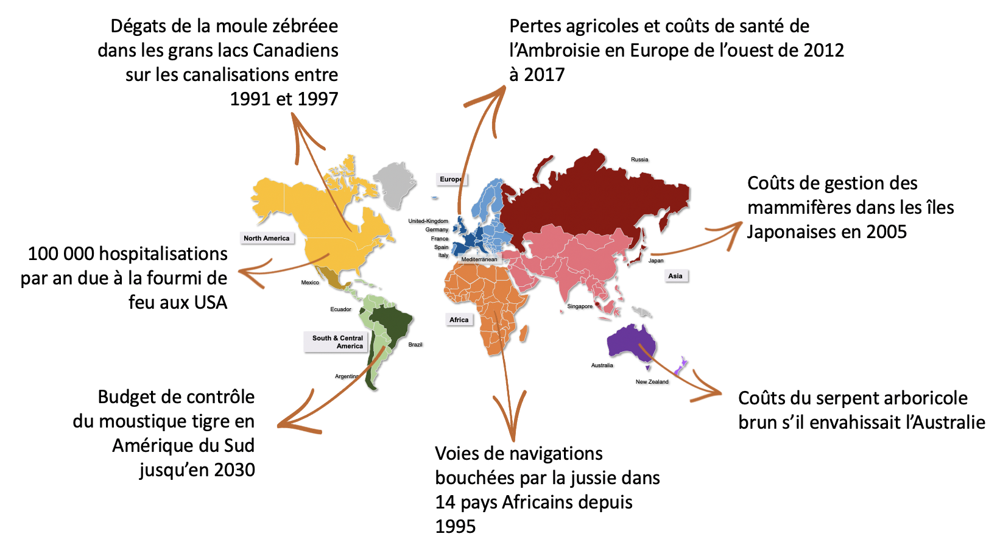 Dégats de la moule zébréee
dans les grans lacs Canadiens
sur les canalisations entre
1991 et 1997
Pertes agricoles et coûts de santé de
l’Ambroisie en Europe de l’ouest de 2012
à 2017
Russia
Europe
Coûts de gestion des
mammifères dans les îles
Japonaises en 2005
United-Kingdom
Germany
France
Spain
Italy
Mediterranean
North America
Japan
Asia
100 000 hospitalisations
par an due à la fourmi de
feu aux USA
Mexico
Ecuador
Singapore
Africa
South & Central
America
Brazil
Argentina
Australia
New Zealand
Budget de contrôle
du moustique tigre en
Amérique du Sud
jusqu’en 2030
Coûts du serpent arboricole
brun s’il envahissait l’Australie
Voies de navigations
bouchées par la jussie dans
14 pays Africains depuis
1995